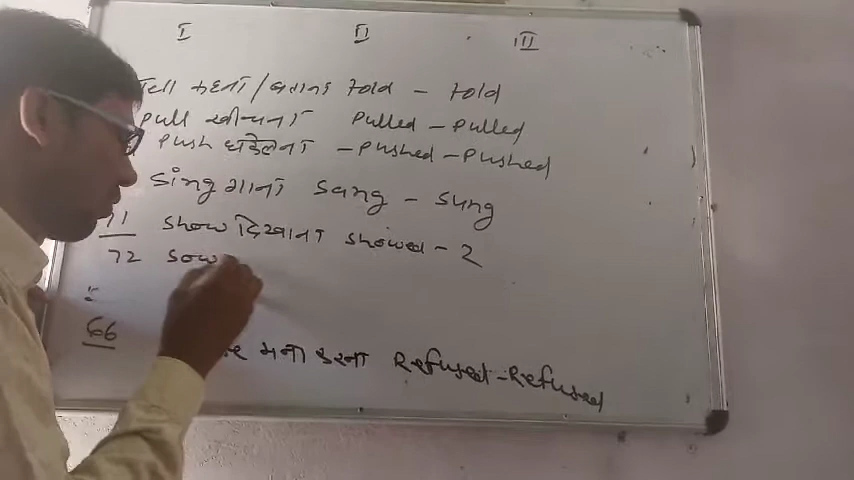 I II III
Tell कहना/बताना Told - Told
Pull खींचना Pulled - Pulled
Push धकेलना - Pushed - Pushed
Sing गाना Sang - Sung
71 Show दिखाना Showed - 2
72 Sow
66 मना करना Refused - Refused